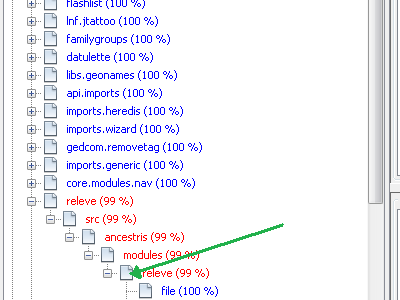 flashlist (100 %)
lnf.jtattoo (100 %)
familygroups (100 %)
datulette (100 %)
libs.geonames (100 %)
api.imports (100 %)
imports.heredis (100 %)
imports.wizard (100 %)
gedcom.removetag (100 %)
imports.generic (100 %)
core.modules.nav (100 %)
releve (99 %)
src (99 %)
ancestris (99 %)
modules (99 %)
releve (99 %)
file (100 %)